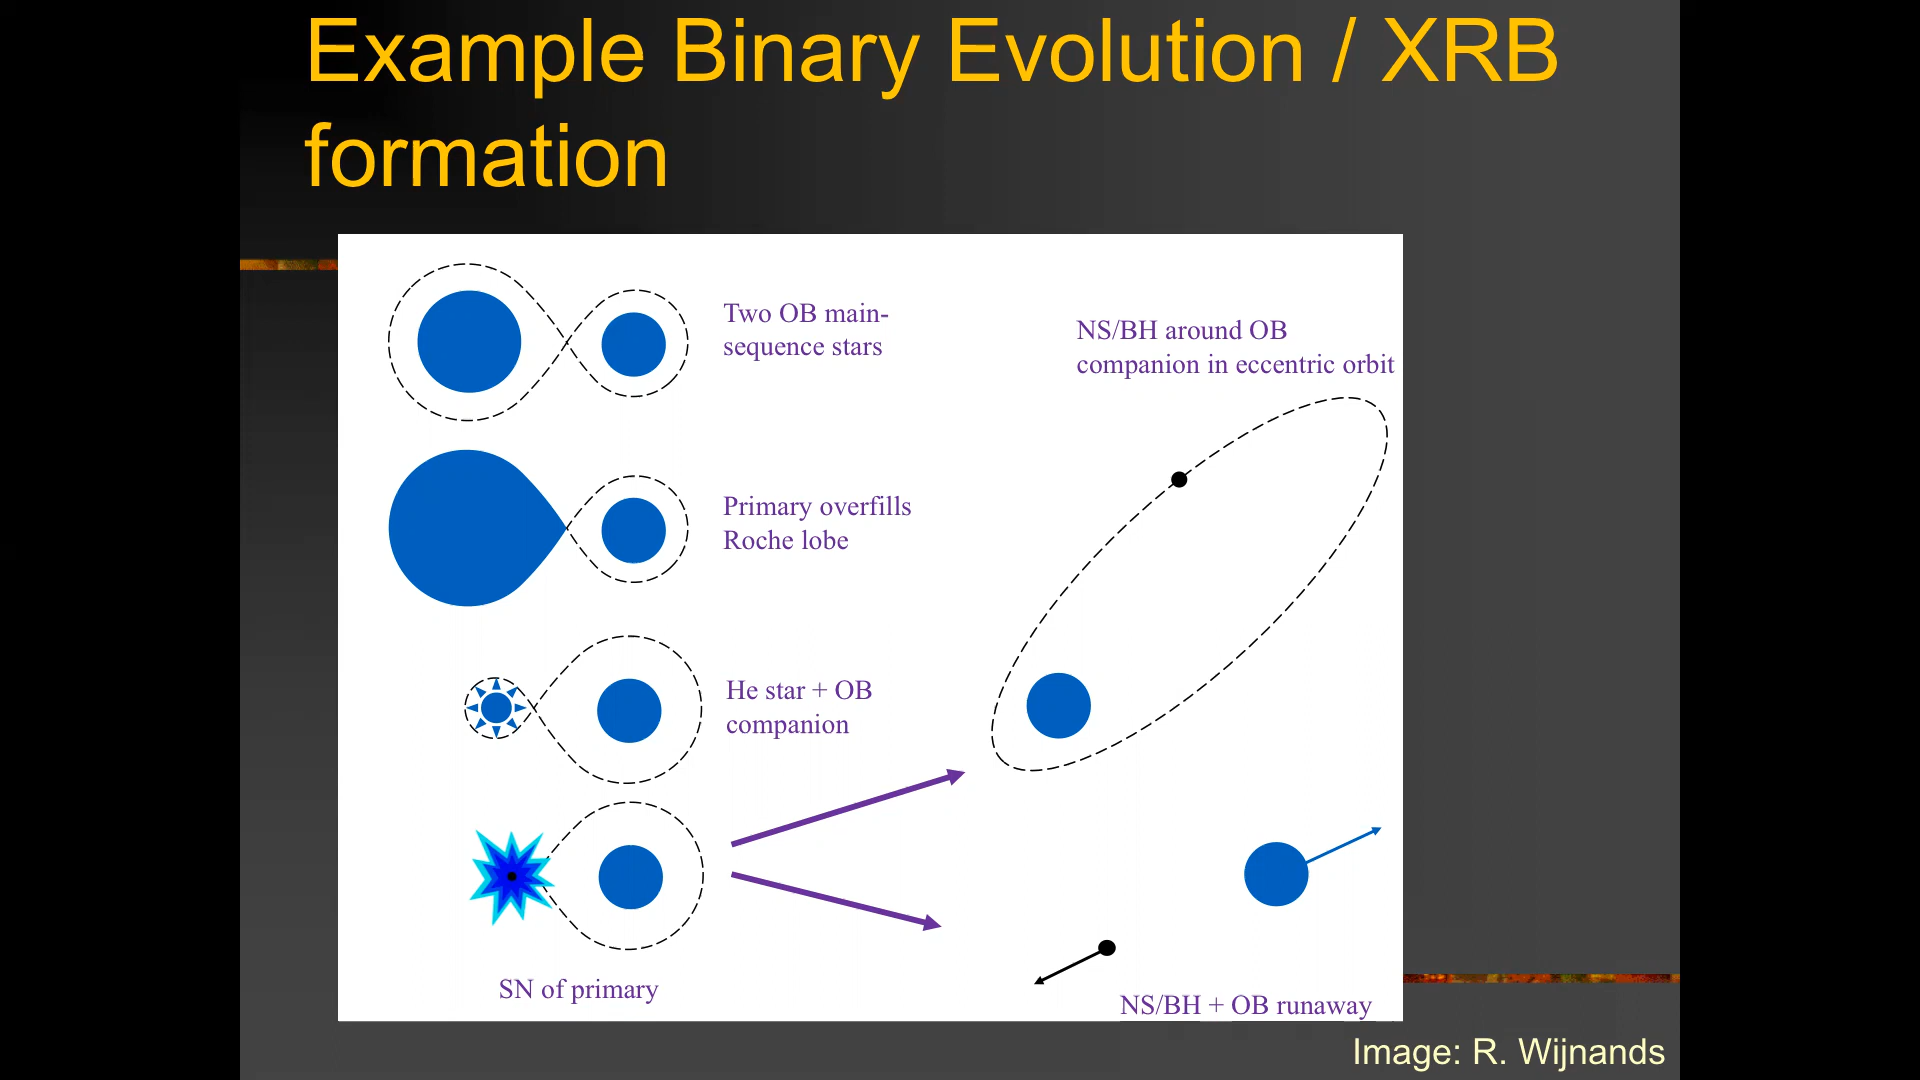 Example Binary Evolution / XRB
formation
Two OB main-
sequence stars
NS/BH around OB
companion in eccentric orbit
Primary overfills
Roche lobe
He star + OB
companion
SN of primary
NS/BH + OB runaway
Image: R. Wijnands